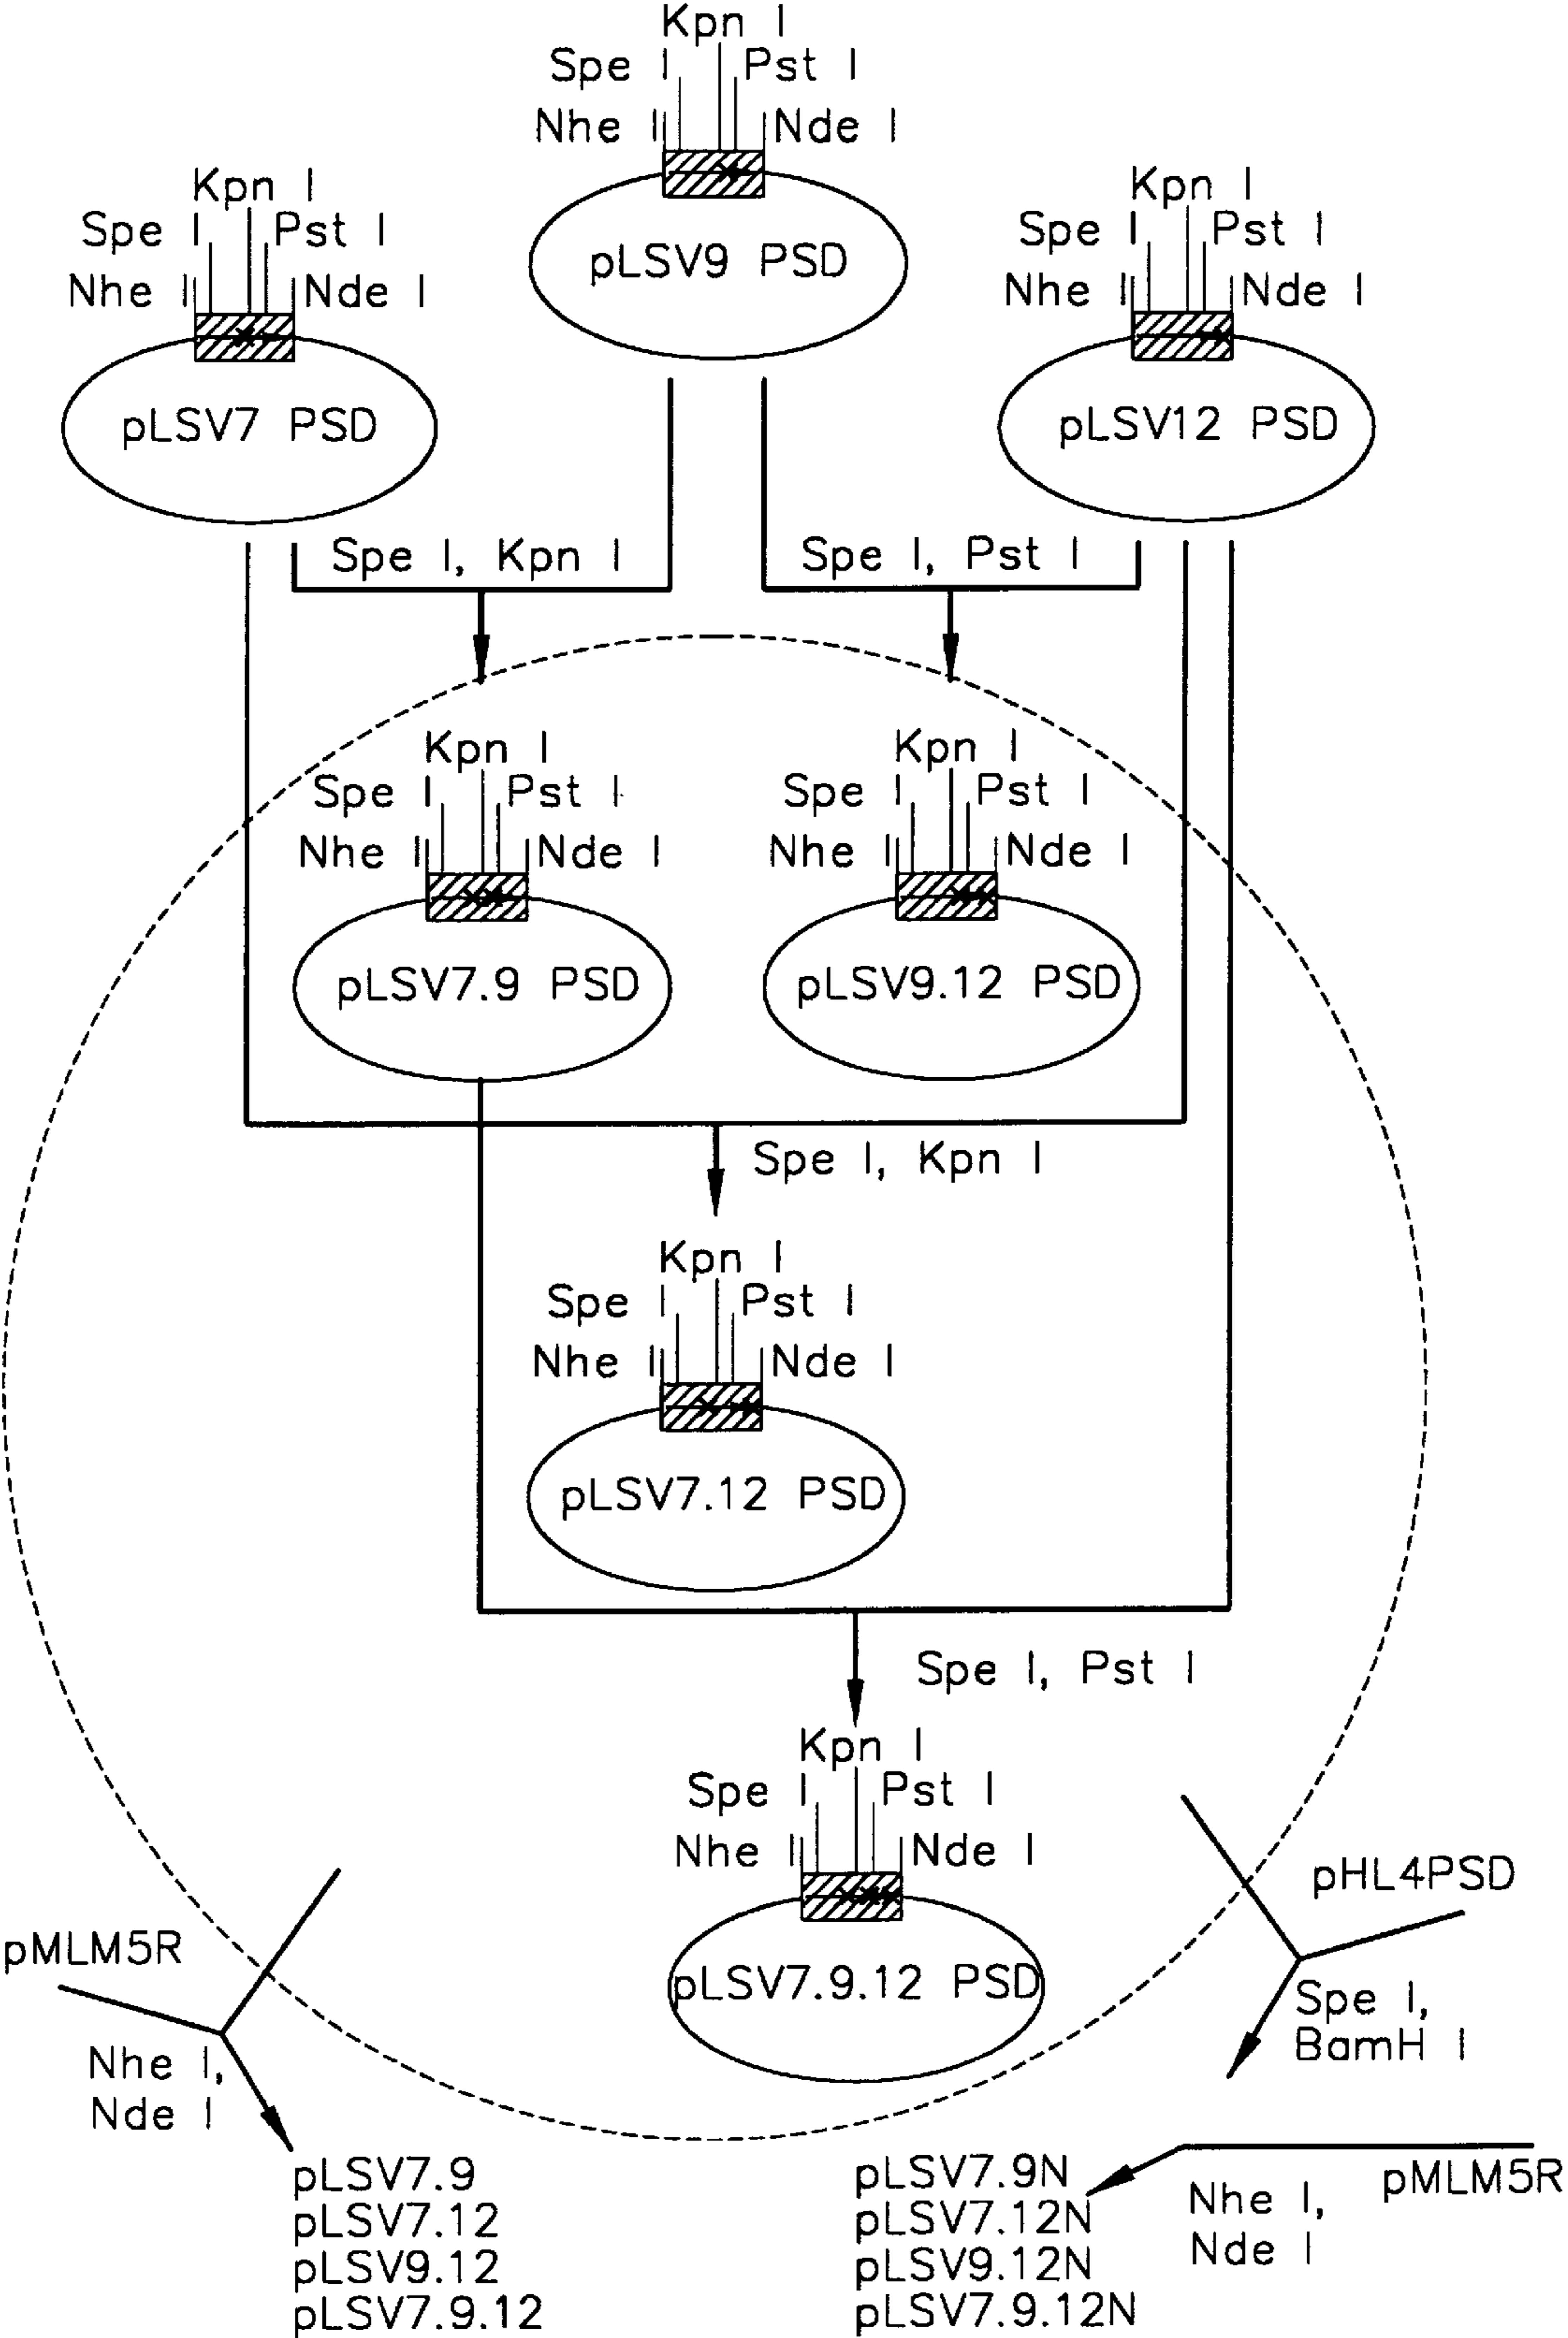 Kpn I
Spe I Pst I
Nhe I Nde I
pLSV9 PSD
Kpn I
Spe I Pst I
Nhe I Nde I
pLSV7 PSD
Kpn I
Spe I Pst I
Nhe I Nde I
pLSV12 PSD
Spe I, Kpn I
Spe I, Pst I
Kpn I
Spe I Pst I
Nhe I Nde I
pLSV7.9 PSD
Kpn I
Spe I Pst I
Nhe I Nde I
pLSV9.12 PSD
Spe I, Kpn I
Kpn I
Spe I Pst I
Nhe I Nde I
pLSV7.12 PSD
Spe I, Pst I
Kpn I
Spe I Pst I
Nhe I Nde I
pLSV7.9.12 PSD
pMLM5R
Nhe I,
Nde I
pHL4PSD
Spe I,
BamH I
pLSV7.9
pLSV7.12
pLSV9.12
pLSV7.9.12
pLSV7.9N
pLSV7.12N
pLSV9.12N
pLSV7.9.12N
pMLM5R
Nhe I,
Nde I